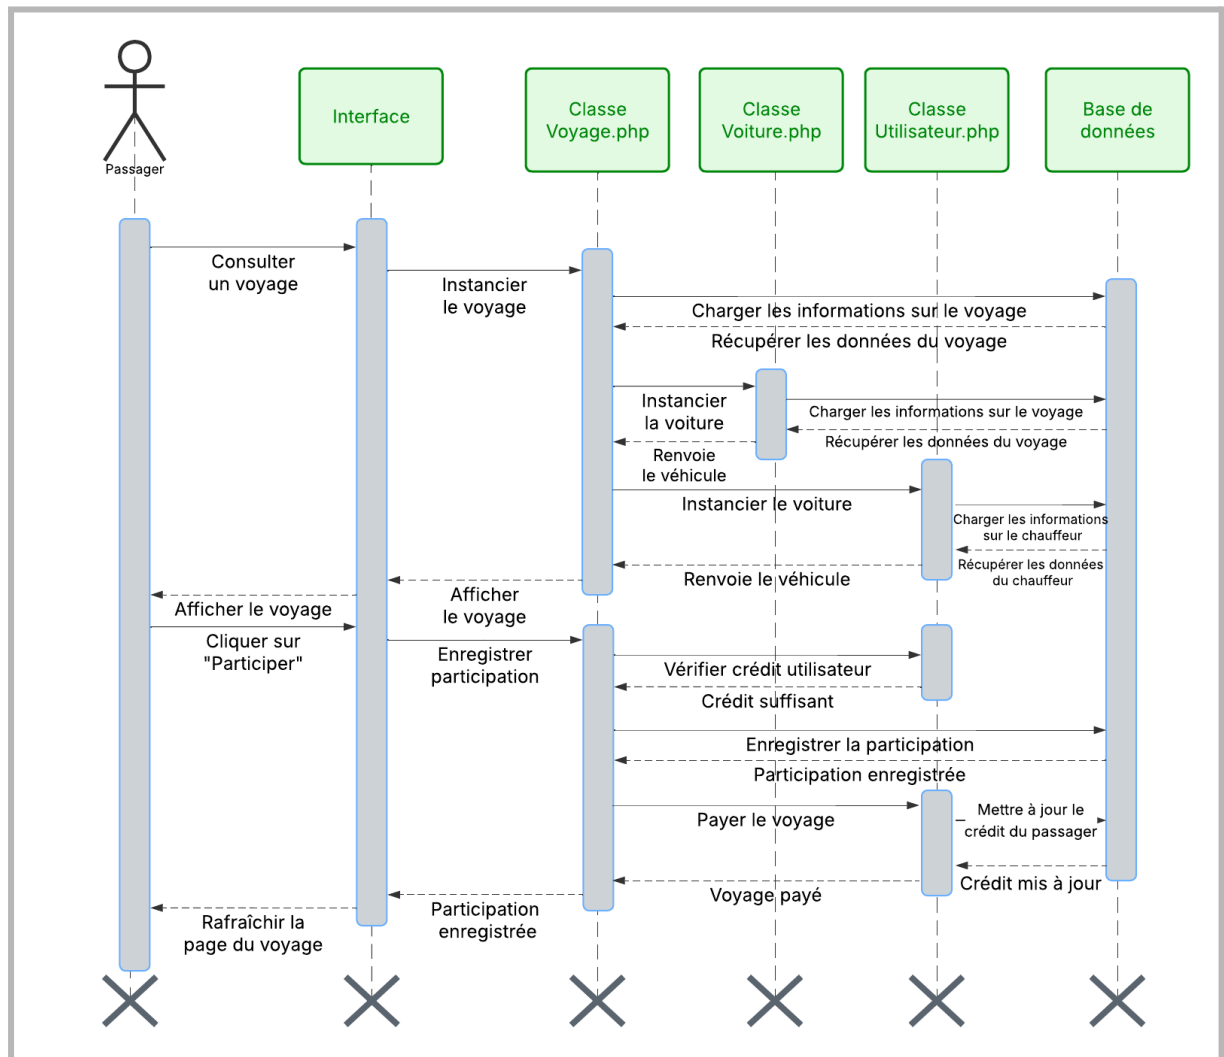 Passager
Interface
Classe
Voyage.php
Classe
Voiture.php
Classe
Utilisateur.php
Base de
données
Consulter
un voyage
Instancier
le voyage
Charger les informations sur le voyage
Récupérer les données du voyage
Instancier
la voiture
Charger les informations sur le voyage
Récupérer les données du voyage
Renvoie
le véhicule
Instancier le voiture
Charger les informations
sur le chauffeur
Récupérer les données
du chauffeur
Renvoie le véhicule
Afficher
le voyage
Afficher le voyage
Cliquer sur
"Participer"
Enregistrer
participation
Vérifier crédit utilisateur
Crédit suffisant
Enregistrer la participation
Participation enregistrée
Payer le voyage
Mettre à jour le
crédit du passager
Crédit mis à jour
Voyage payé
Participation
enregistrée
Rafraîchir la
page du voyage